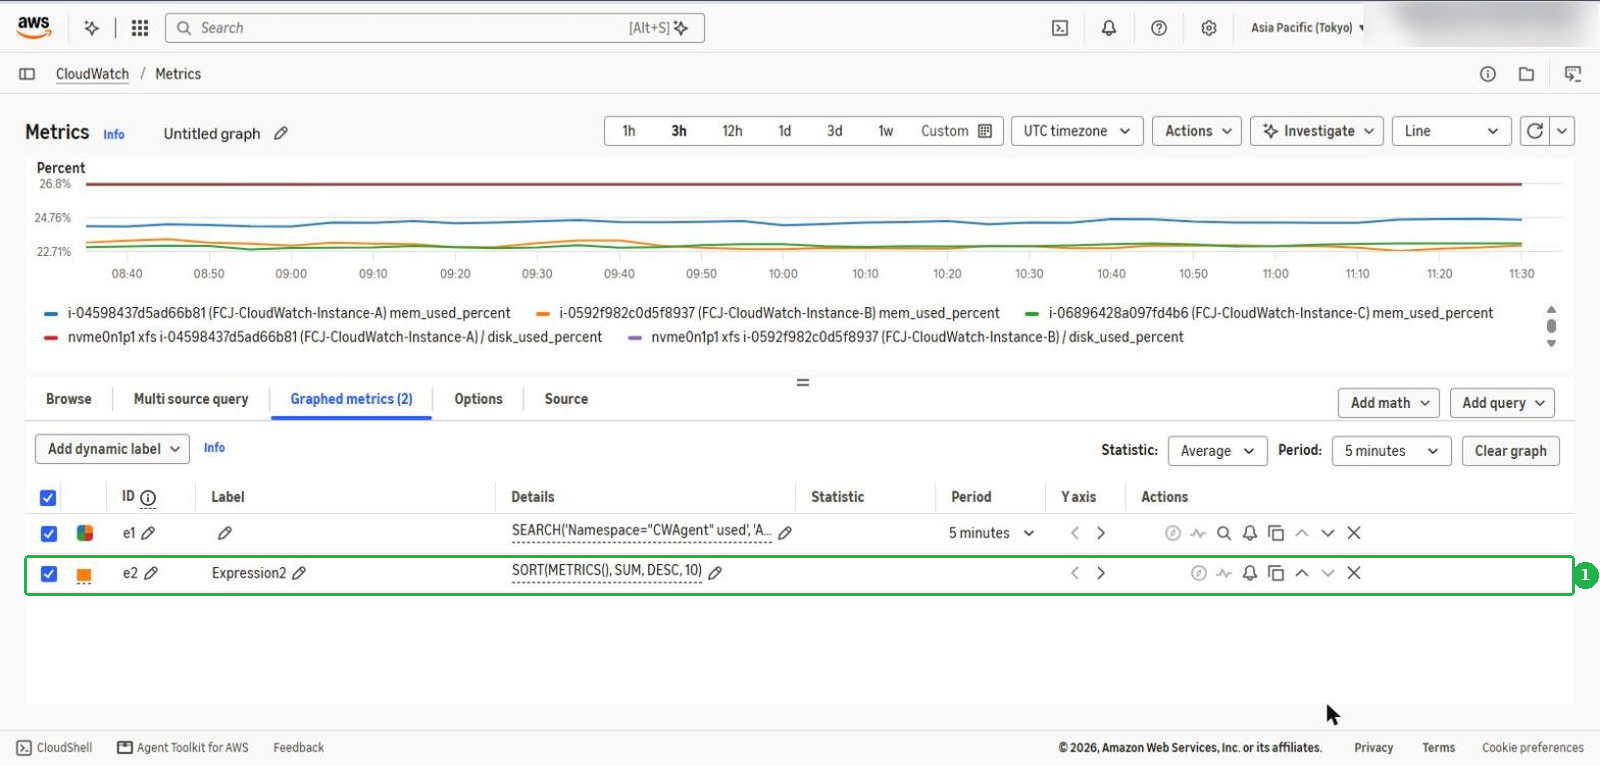 aws
Search
[Alt+S]
Asia Pacific (Tokyo)
CloudWatch / Metrics
Metrics Info Untitled graph
1h 3h 12h 1d 3d 1w Custom UTC timezone Actions Investigate Line
Percent
26.8%
24.76%
22.71%
08:40 08:50 09:00 09:10 09:20 09:30 09:40 09:50 10:00 10:10 10:20 10:30 10:40 10:50 11:00 11:10 11:20 11:30
i-04598437d5ad66b81 (FCJ-CloudWatch-Instance-A) mem_used_percent i-0592f982c0d5f8937 (FCJ-CloudWatch-Instance-B) mem_used_percent i-06896428a097fd4b6 (FCJ-CloudWatch-Instance-C) mem_used_percent
nvme0n1p1 xfs i-04598437d5ad66b81 (FCJ-CloudWatch-Instance-A) / disk_used_percent nvme0n1p1 xfs i-0592f982c0d5f8937 (FCJ-CloudWatch-Instance-B) / disk_used_percent
Browse Multi source query Graphed metrics (2) Options Source Add math Add query
Add dynamic label Info Statistic: Average Period: 5 minutes Clear graph
ID Label Details Statistic Period Y axis Actions
e1 SEARCH('Namespace="CWAgent" used', 'A... 5 minutes
e2 Expression2 SORT(METRICS(), SUM, DESC, 10)
1
CloudShell Agent Toolkit for AWS Feedback © 2026, Amazon Web Services, Inc. or its affiliates. Privacy Terms Cookie preferences